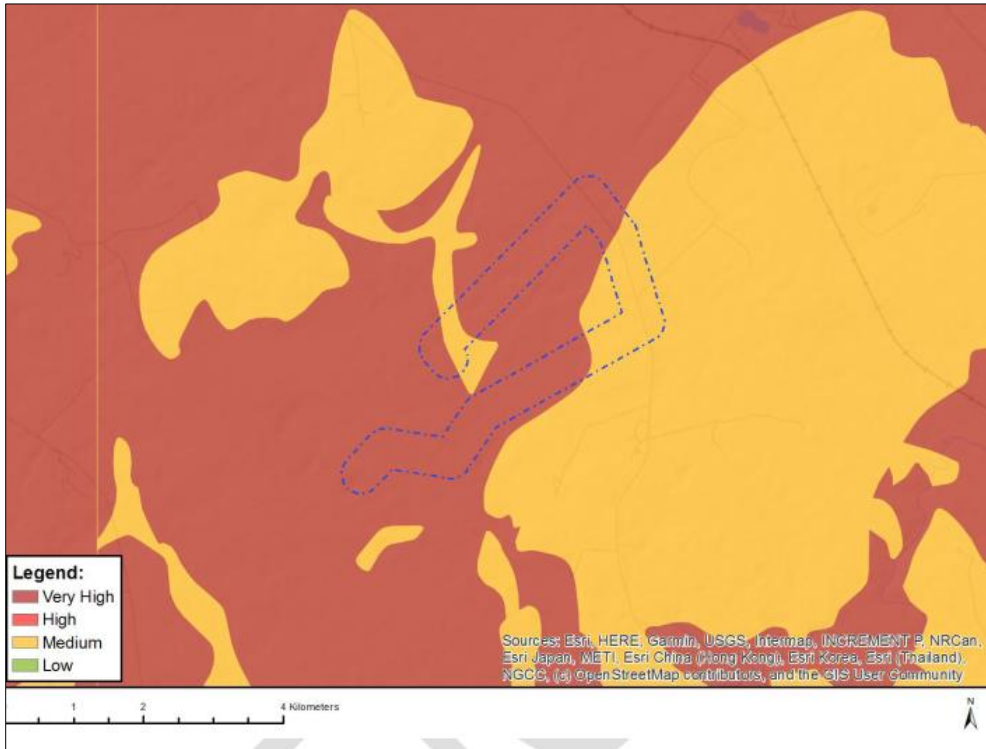 Legend:
Very High
High
Medium
Low
Sources: Esri, HERE, Garmin, USGS, Intermap, INCREMENT P, NRCan,
Esri Japan, METI, Esri China (Hong Kong), Esri Korea, Esri (Thailand),
NGCC, (c) OpenStreetMap contributors, and the GIS User Community
1 2 4 Kilometers
N